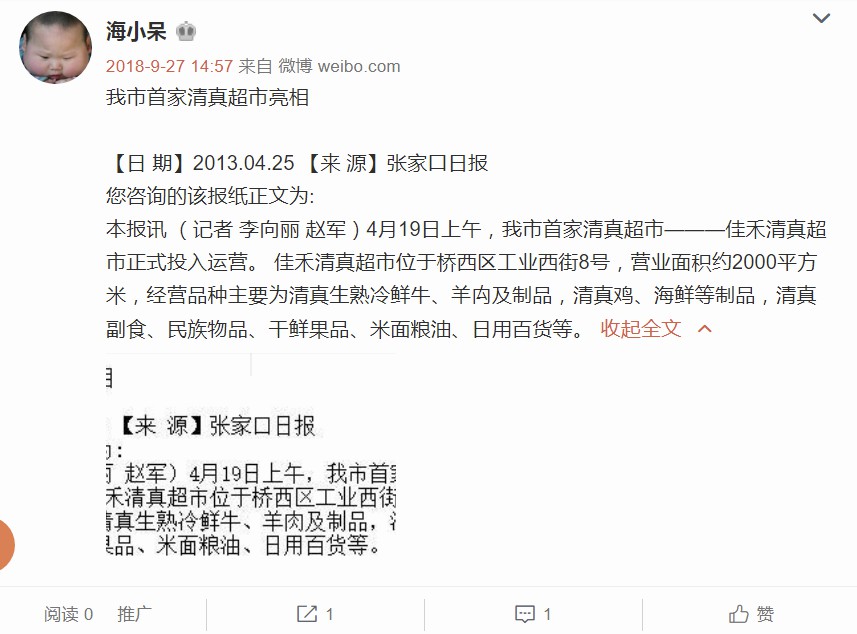 海小呆
2018-9-27 14:57 来自 微博 weibo.com
我市首家清真超市亮相
【日 期】2013.04.25 【来 源】张家口日报
您咨询的该报纸正文为:
本报讯 （记者 李向丽 赵军）4月19日上午，我市首家清真超市———佳禾清真超
市正式投入运营。 佳禾清真超市位于桥西区工业西街8号，营业面积约2000平方
米，经营品种主要为清真生熟冷鲜牛、羊肉及制品，清真鸡、海鲜等制品，清真
副食、民族物品、干鲜果品、米面粮油、日用百货等。 收起全文
【来 源】张家口日报
:
赵军）4月19日上午，我市首
禾清真超市位于桥西区工业西街
真生熟冷鲜牛、羊肉及制品，
品、米面粮油、日用百货等。
阅读 0 推广 1 1 赞